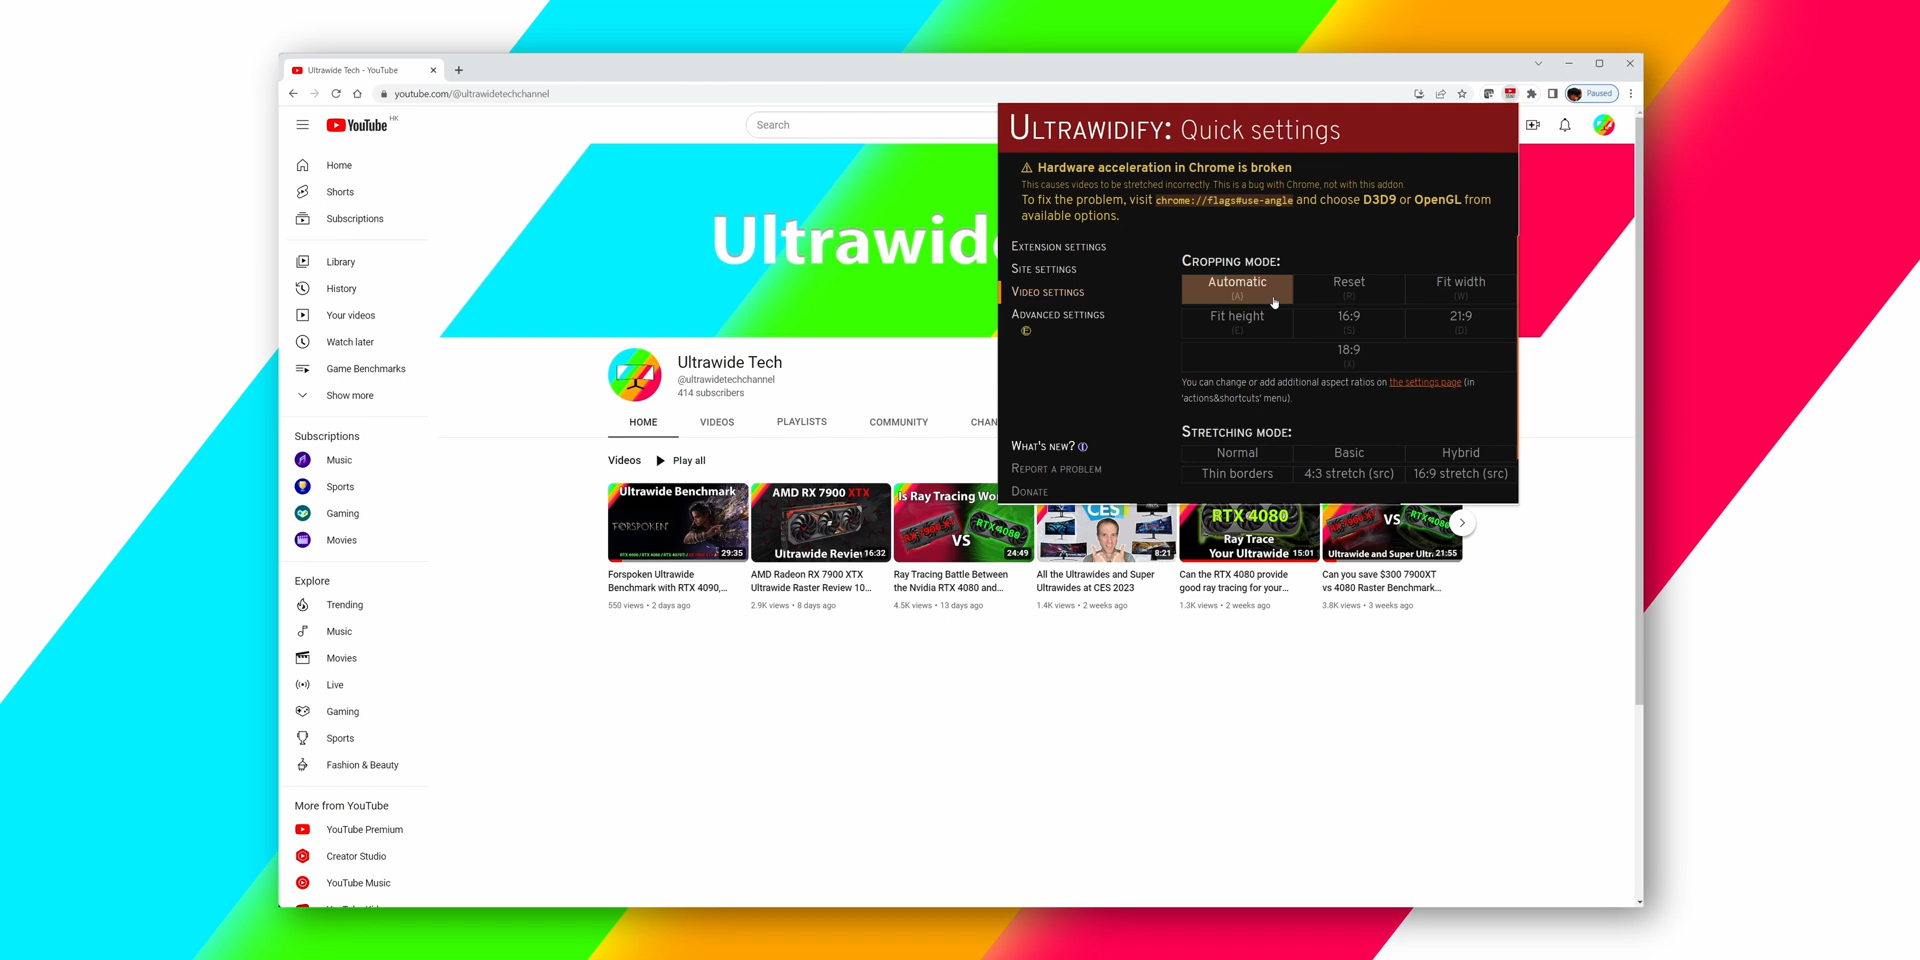 Ultrawide Tech - YouTube
youtube.com/@ultrawidetechchannel
Paused
YouTube HK
Search
Home
Shorts
Subscriptions
Library
History
Your videos
Watch later
Game Benchmarks
Show more
Subscriptions
Music
Sports
Gaming
Movies
Explore
Trending
Music
Movies
Live
Gaming
Sports
Fashion & Beauty
More from YouTube
YouTube Premium
Creator Studio
YouTube Music
Ultrawide
Ultrawide Tech
@ultrawidetechchannel
414 subscribers
HOME
VIDEOS
PLAYLISTS
COMMUNITY
CHAN
Videos
Play all
ULTRAWIDIFY: Quick settings
Hardware acceleration in Chrome is broken
This causes videos to be stretched incorrectly. This is a bug with Chrome, not with this addon.
To fix the problem, visit chrome://flags#use-angle and choose D3D9 or OpenGL from
available options.
EXTENSION SETTINGS
SITE SETTINGS
VIDEO SETTINGS
ADVANCED SETTINGS
WHAT'S NEW?
REPORT A PROBLEM
DONATE
CROPPING MODE:
Automatic
(A)
Reset
(R)
Fit width
(W)
Fit height
(E)
16:9
(S)
21:9
(D)
18:9
(X)
You can change or add additional aspect ratios on the settings page (in
'actions&shortcuts' menu).
STRETCHING MODE:
Normal
Basic
Hybrid
Thin borders
4:3 stretch (src)
16:9 stretch (src)
Ultrawide Benchmark
FORSPOKEN
29:35
Forspoken Ultrawide
Benchmark with RTX 4090,...
550 views • 2 days ago
AMD RX 7900 XTX
Ultrawide Review
16:32
AMD Radeon RX 7900 XTX
Ultrawide Raster Review 10...
2.9K views • 8 days ago
Is Ray Tracing Wo
RX 7900 XT
RTX 4080
VS
24:49
Ray Tracing Battle Between
the Nvidia RTX 4080 and...
4.5K views • 13 days ago
CES
8:21
All the Ultrawides and Super
Ultrawides at CES 2023
1.4K views • 2 weeks ago
RTX 4080
Ray Trace
Your Ultrawide
15:01
Can the RTX 4080 provide
good ray tracing for your...
1.3K views • 2 weeks ago
RX 7900 XT
VS
RTX 4080
Ultrawide and Super Ultr
21:55
Can you save $300 7900XT
vs 4080 Raster Benchmark...
3.8K views • 3 weeks ago